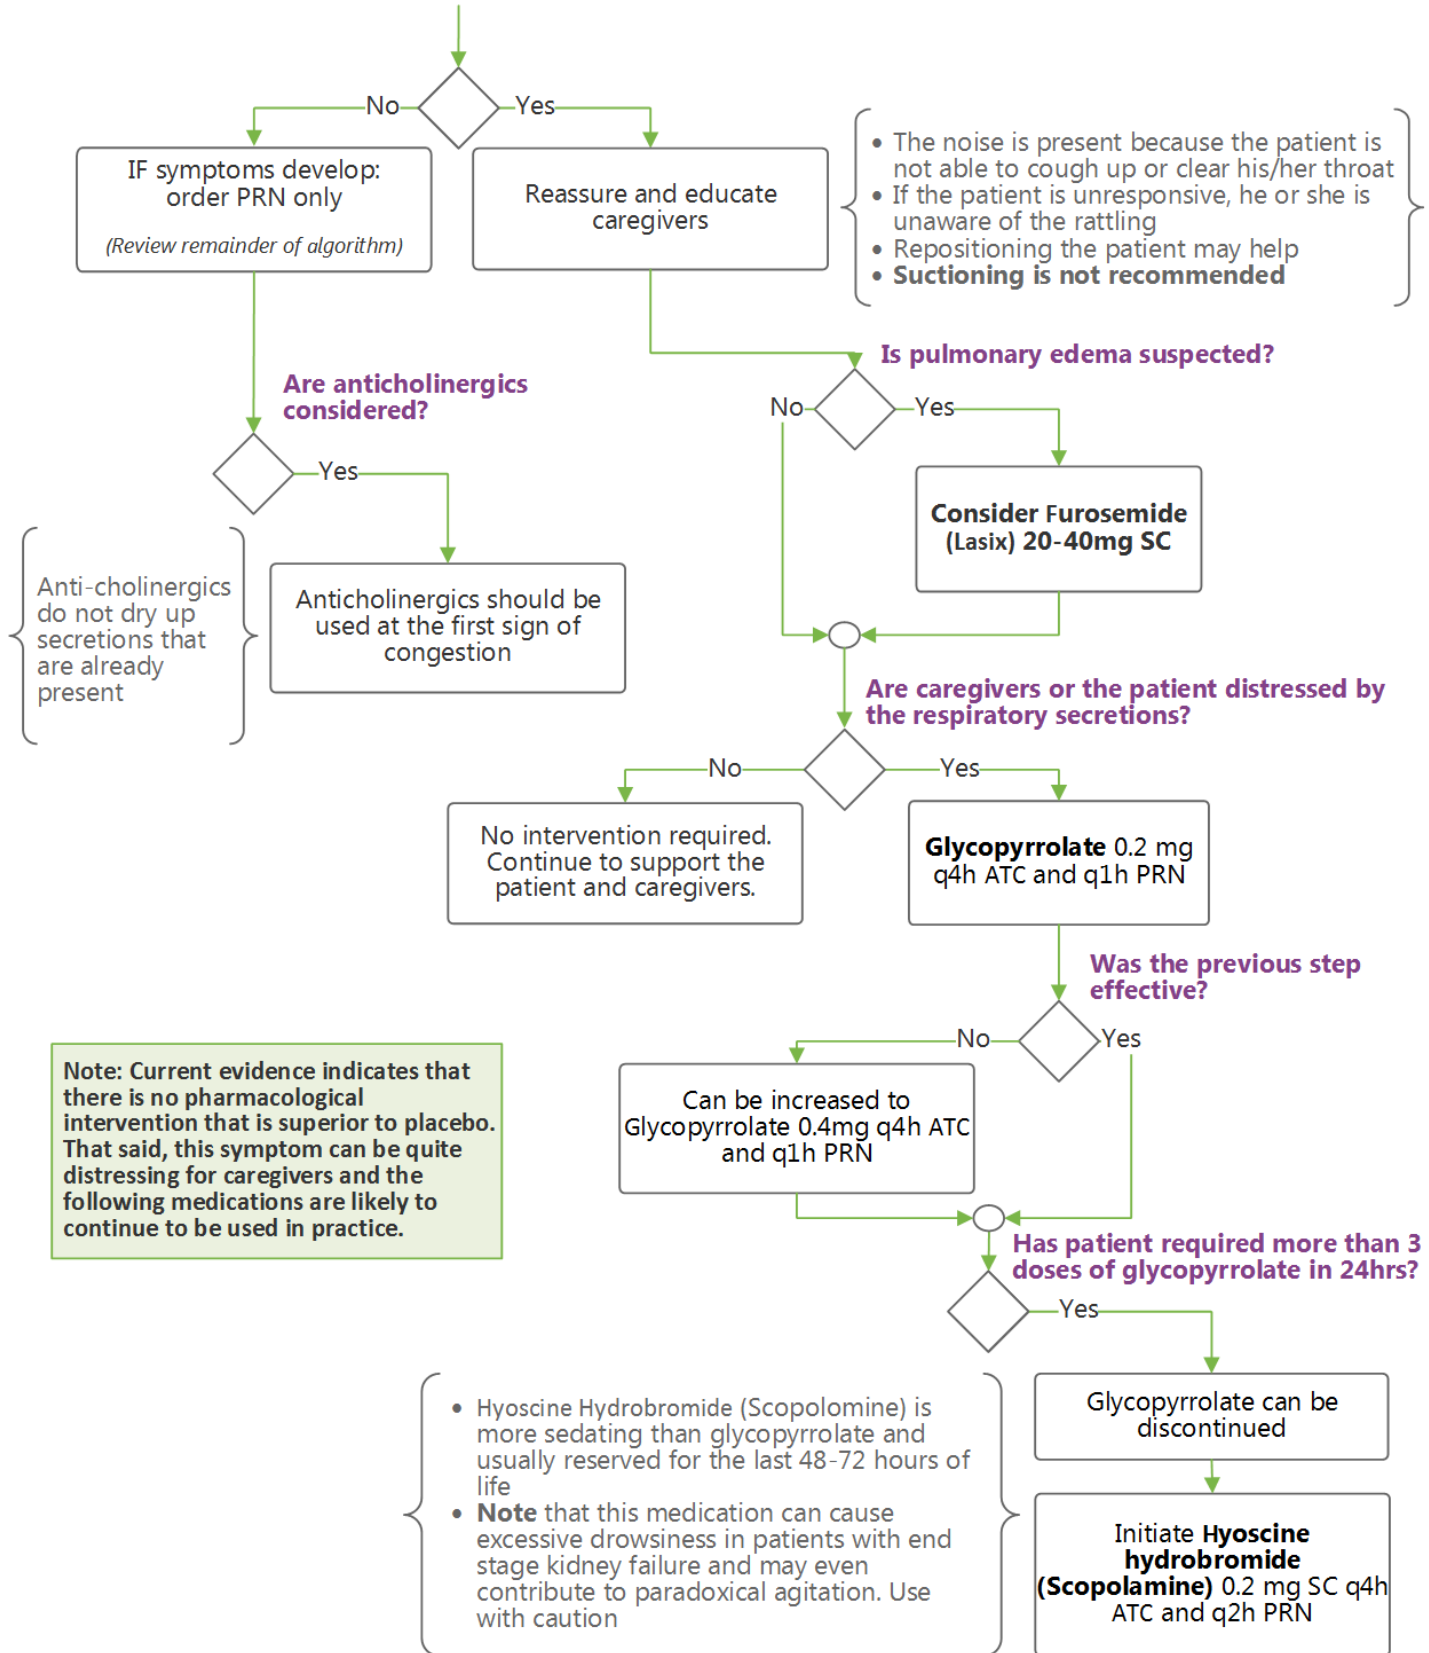 No
Yes
IF symptoms develop:
order PRN only
(Review remainder of algorithm)
Reassure and educate
caregivers
• The noise is present because the patient is
not able to cough up or clear his/her throat
• If the patient is unresponsive, he or she is
unaware of the rattling
• Repositioning the patient may help
• Suctioning is not recommended
Are anticholinergics
considered?
Yes
Anti-cholinergics
do not dry up
secretions that
are already
present
Anticholinergics should be
used at the first sign of
congestion
Is pulmonary edema suspected?
No
Yes
Consider Furosemide
(Lasix) 20-40mg SC
Are caregivers or the patient distressed by
the respiratory secretions?
No
Yes
No intervention required.
Continue to support the
patient and caregivers.
Glycopyrrolate 0.2 mg
q4h ATC and q1h PRN
Was the previous step
effective?
No
Yes
Note: Current evidence indicates that
there is no pharmacological
intervention that is superior to placebo.
That said, this symptom can be quite
distressing for caregivers and the
following medications are likely to
continue to be used in practice.
Can be increased to
Glycopyrrolate 0.4mg q4h ATC
and q1h PRN
Has patient required more than 3
doses of glycopyrrolate in 24hrs?
Yes
Glycopyrrolate can be
discontinued
• Hyoscine Hydrobromide (Scopolomine) is
more sedating than glycopyrrolate and
usually reserved for the last 48-72 hours of
life
• Note that this medication can cause
excessive drowsiness in patients with end
stage kidney failure and may even
contribute to paradoxical agitation. Use
with caution
Initiate Hyoscine
hydrobromide
(Scopolamine) 0.2 mg SC q4h
ATC and q2h PRN